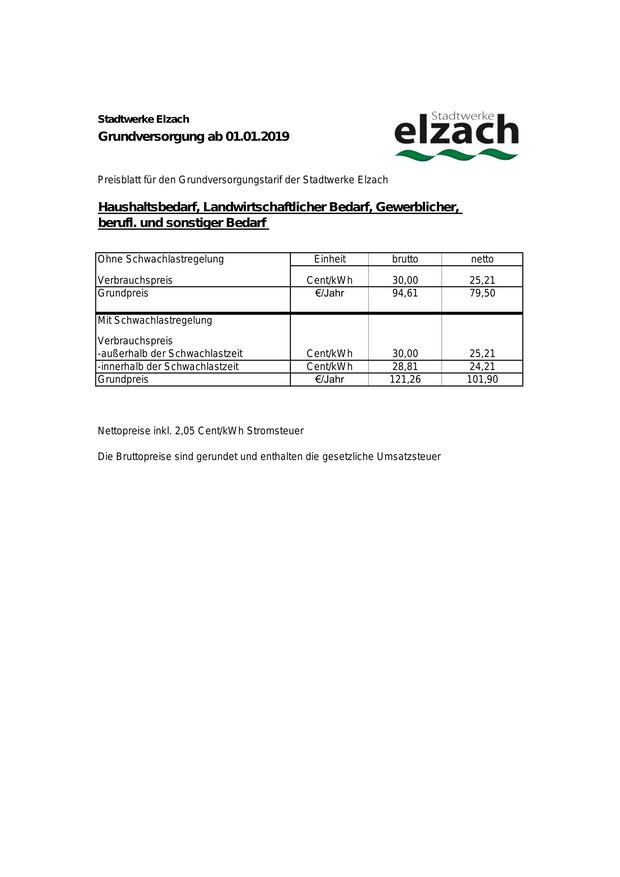 Stadtwerke Elzach
Grundversorgung ab 01.01.2019
Stadtwerke
elzach
Preisblatt für den Grundversorgungstarif der Stadtwerke Elzach
Haushaltsbedarf, Landwirtschaftlicher Bedarf, Gewerblicher,
berufl. und sonstiger Bedarf
Ohne Schwachlastregelung Einheit brutto netto
Verbrauchspreis Cent/kWh 30,00 25,21
Grundpreis €/Jahr 94,61 79,50
Mit Schwachlastregelung
Verbrauchspreis
-außerhalb der Schwachlastzeit Cent/kWh 30,00 25,21
-innerhalb der Schwachlastzeit Cent/kWh 28,81 24,21
Grundpreis €/Jahr 121,26 101,90
Nettopreise inkl. 2,05 Cent/kWh Stromsteuer
Die Bruttopreise sind gerundet und enthalten die gesetzliche Umsatzsteuer